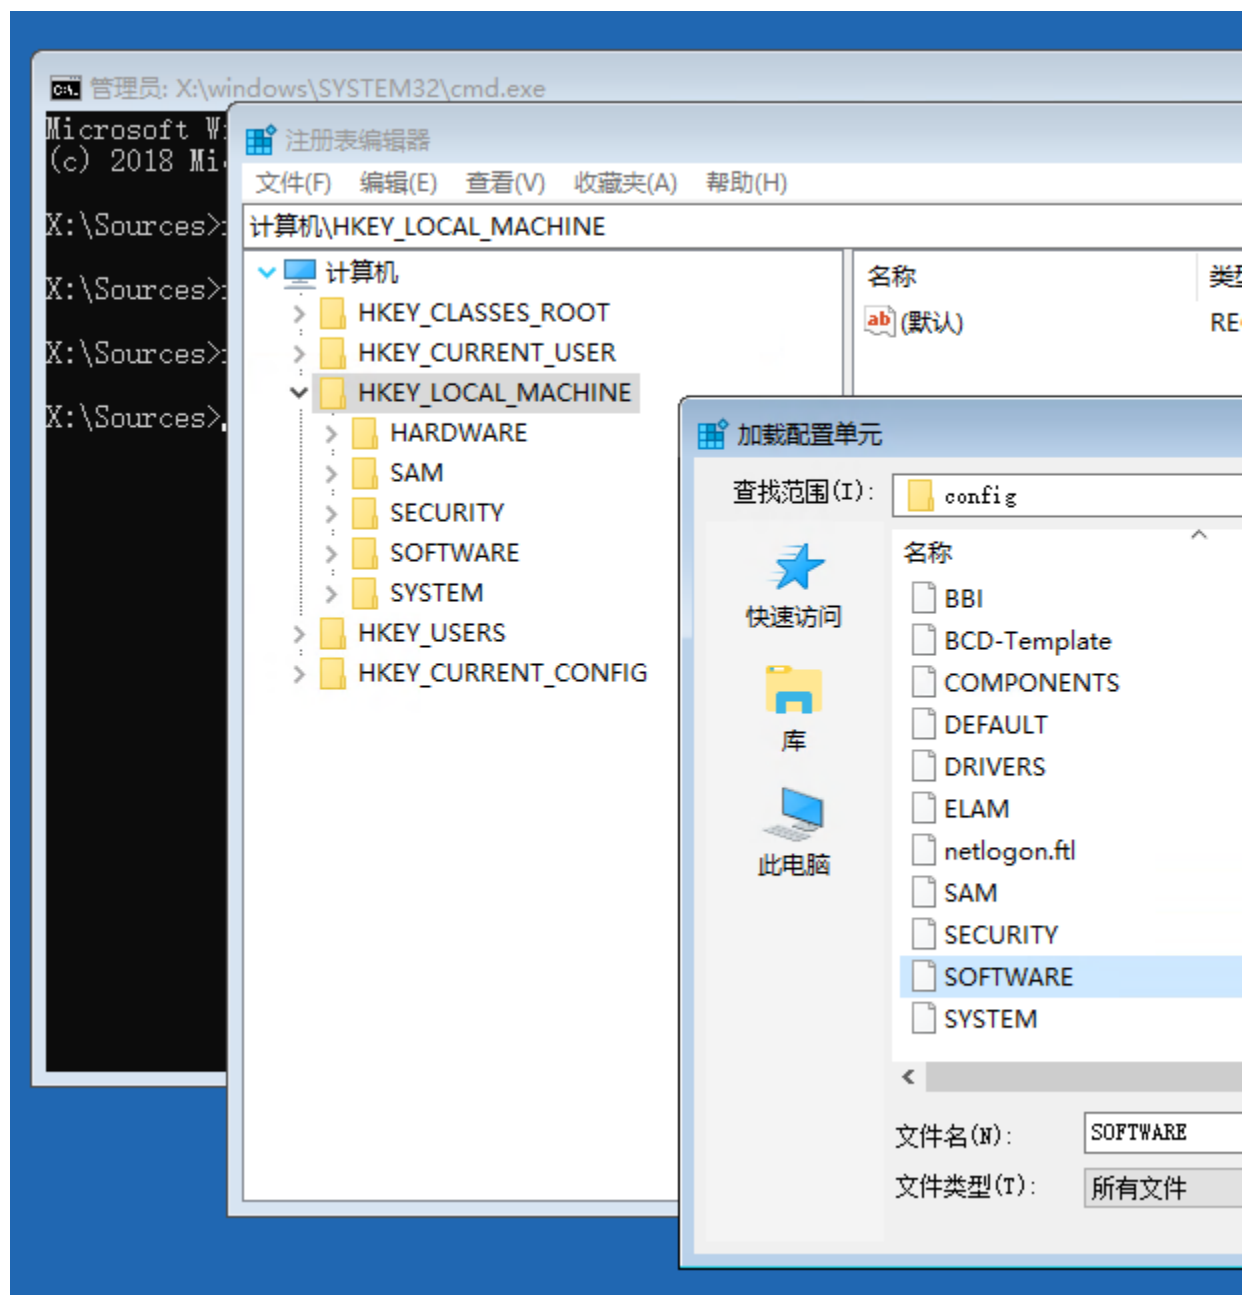 管理员: X:\windows\SYSTEM32\cmd.exe
Microsoft
(c) 2018
X:\Sources>
X:\Sources>
X:\Sources>
X:\Sources>
注册表编辑器
文件(F) 编辑(E) 查看(V) 收藏夹(A) 帮助(H)
计算机\HKEY_LOCAL_MACHINE
计算机
HKEY_CLASSES_ROOT
HKEY_CURRENT_USER
HKEY_LOCAL_MACHINE
HARDWARE
SAM
SECURITY
SOFTWARE
SYSTEM
HKEY_USERS
HKEY_CURRENT_CONFIG
名称 类型
ab (默认) RE
加载配置单元
查找范围(I): config
快速访问
库
此电脑
名称
BBI
BCD-Template
COMPONENTS
DEFAULT
DRIVERS
ELAM
netlogon.ftl
SAM
SECURITY
SOFTWARE
SYSTEM
文件名(N): SOFTWARE
文件类型(T): 所有文件